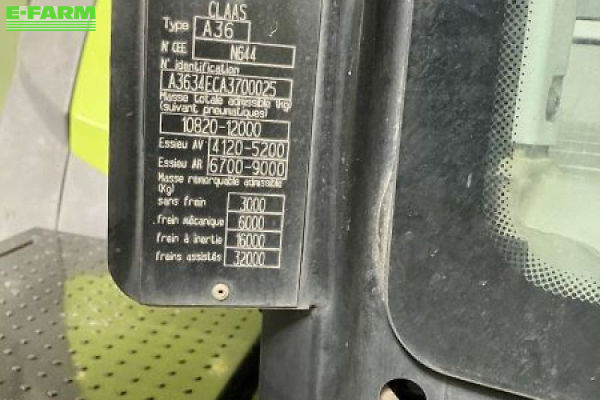 E-FARM
CLAAS
Type A36
N° CEE N644
N° identification
A3634ECA3700025
Masse totale admissible (Kg)
(suivant pneumatiques)
10820-12000
Essieu AV 4120-5200
Essieu AR 6700-9000
Masse remorquable admissible
(Kg)
sans frein 3000
frein mécanique 6000
frein à inertie 16000
freins assistés 32000